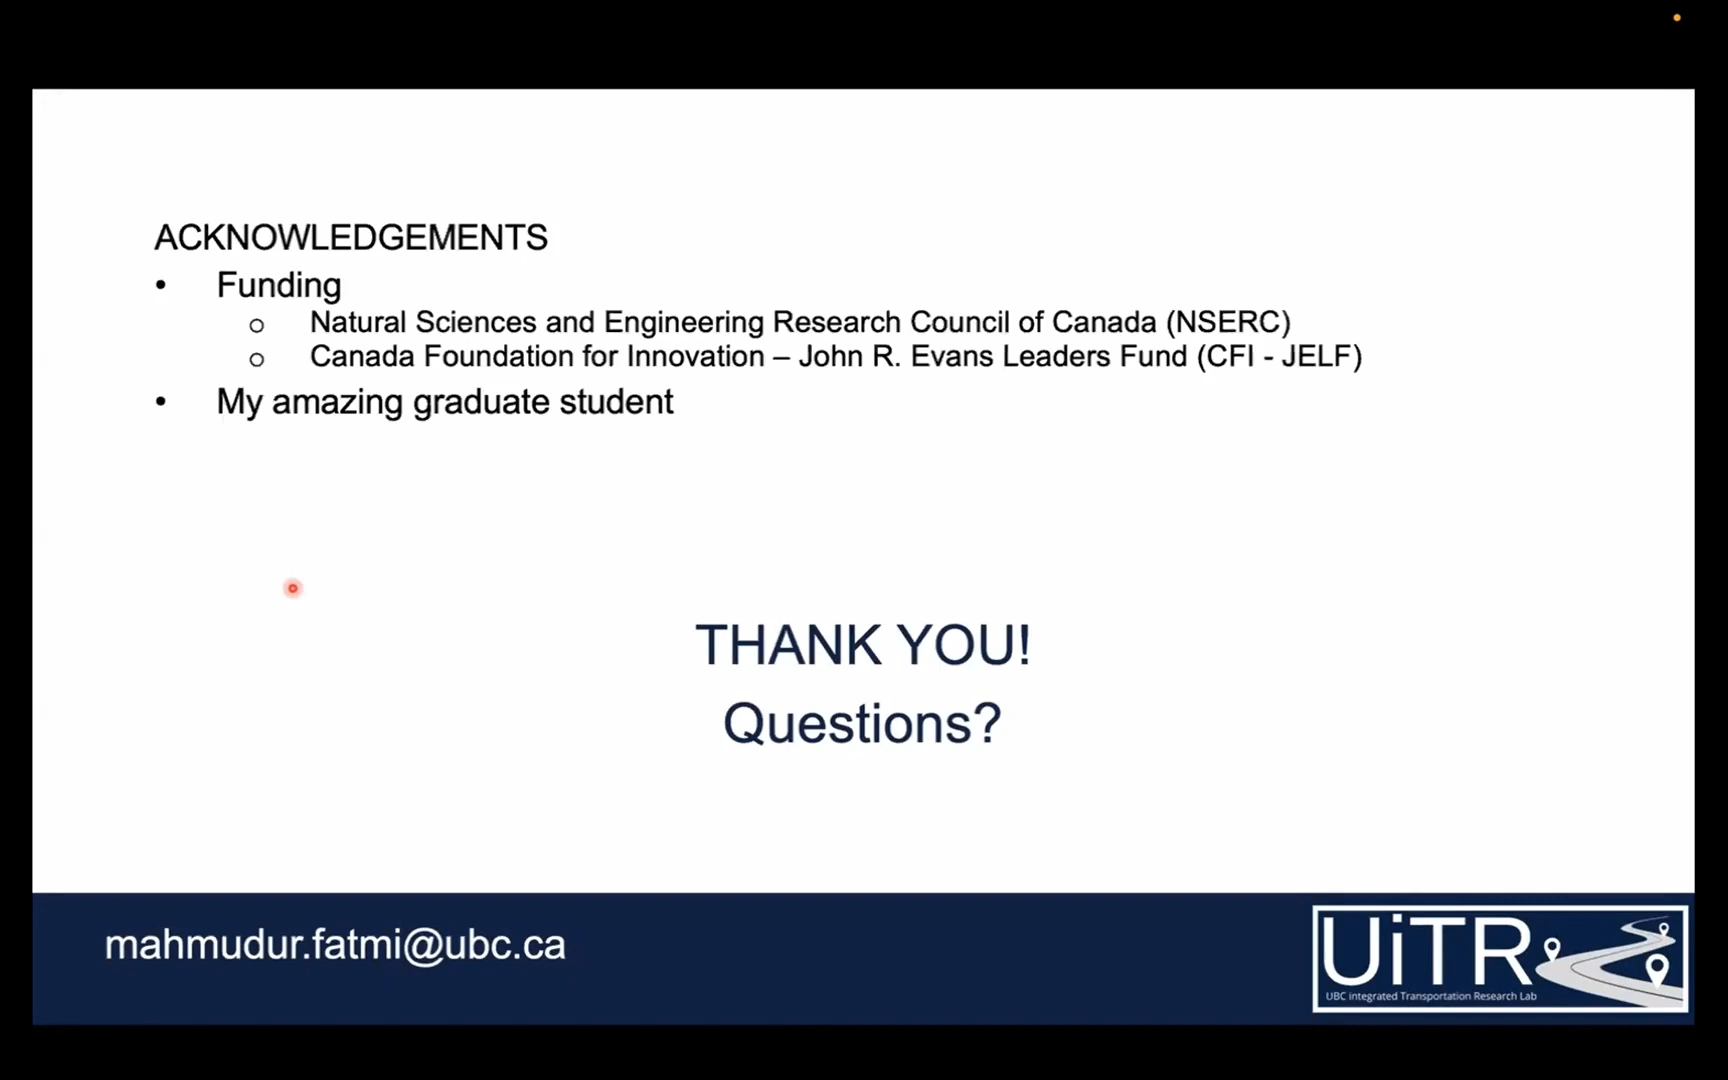 ACKNOWLEDGEMENTS
• Funding
o Natural Sciences and Engineering Research Council of Canada (NSERC)
o Canada Foundation for Innovation – John R. Evans Leaders Fund (CFI - JELF)
• My amazing graduate student
THANK YOU!
Questions?
mahmudur.fatmi@ubc.ca
UiTR
UBC integrated Transportation Research Lab